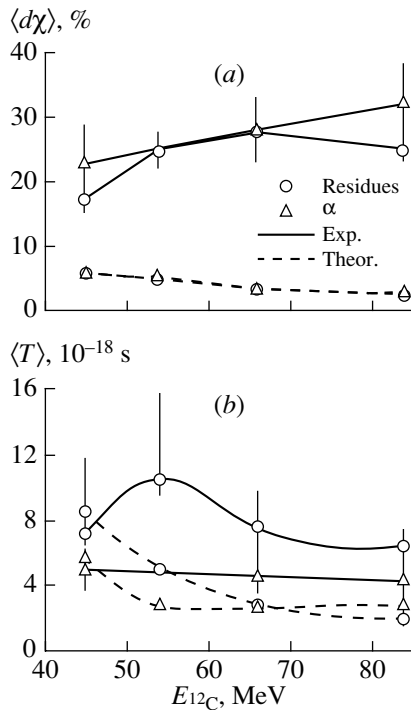 ⟨dχ⟩, %
40
(a)
30
20
Residues
α
10
Exp.
Theor.
0
⟨T⟩, 10⁻¹⁸ s
16
(b)
12
8
4
0
40 50 60 70 80
E₁₂C, MeV